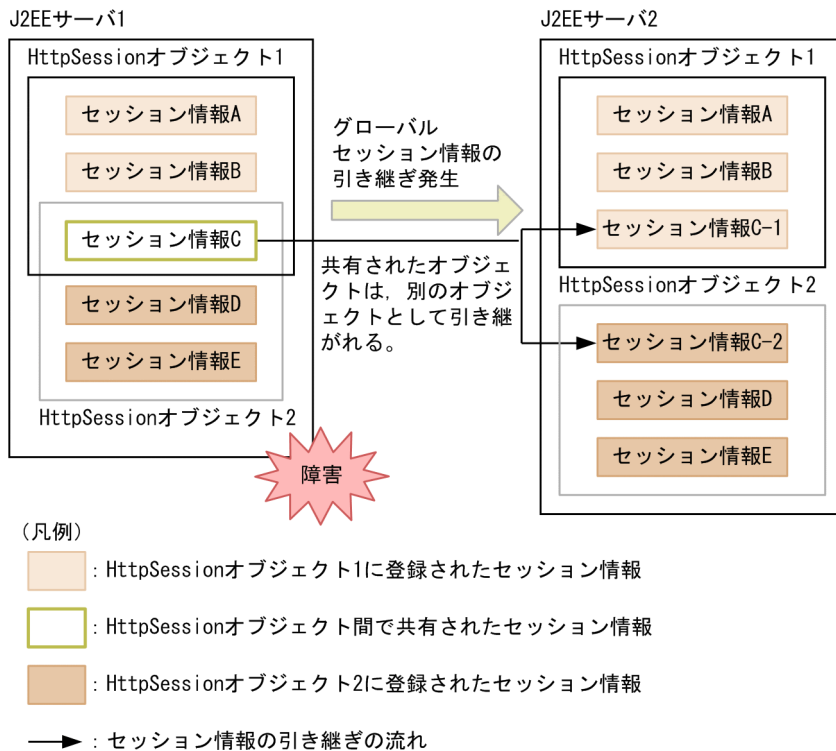 J2EEサーバ1
HttpSessionオブジェクト1
セッション情報A
セッション情報B
セッション情報C
セッション情報D
セッション情報E
HttpSessionオブジェクト2
障害
グローバル
セッション情報の
引き継ぎ発生
共有されたオブジェ
クトは，別のオブジ
ェクトとして引き継
がれる。
J2EEサーバ2
HttpSessionオブジェクト1
セッション情報A
セッション情報B
セッション情報C-1
HttpSessionオブジェクト2
セッション情報C-2
セッション情報D
セッション情報E
（凡例）
：HttpSessionオブジェクト1に登録されたセッション情報
：HttpSessionオブジェクト間で共有されたセッション情報
：HttpSessionオブジェクト2に登録されたセッション情報
：セッション情報の引き継ぎの流れ